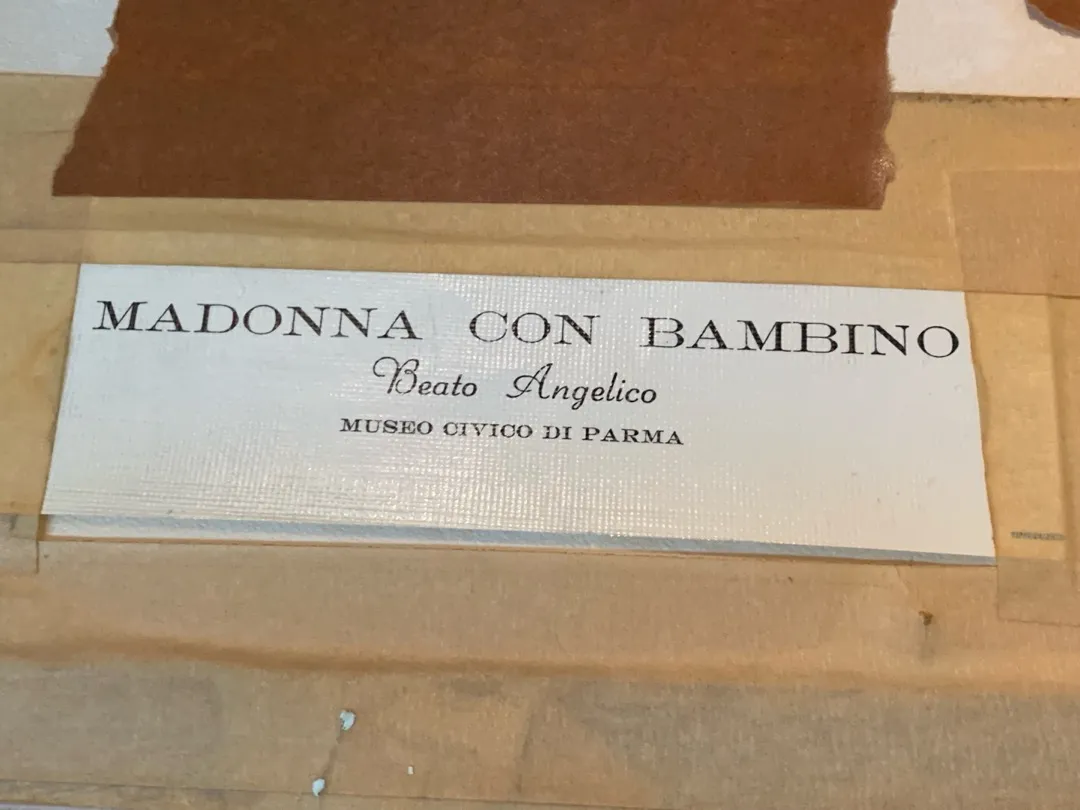 MADONNA CON BAMBINO
Beato Angelico
MUSEO CIVICO DI PARMA